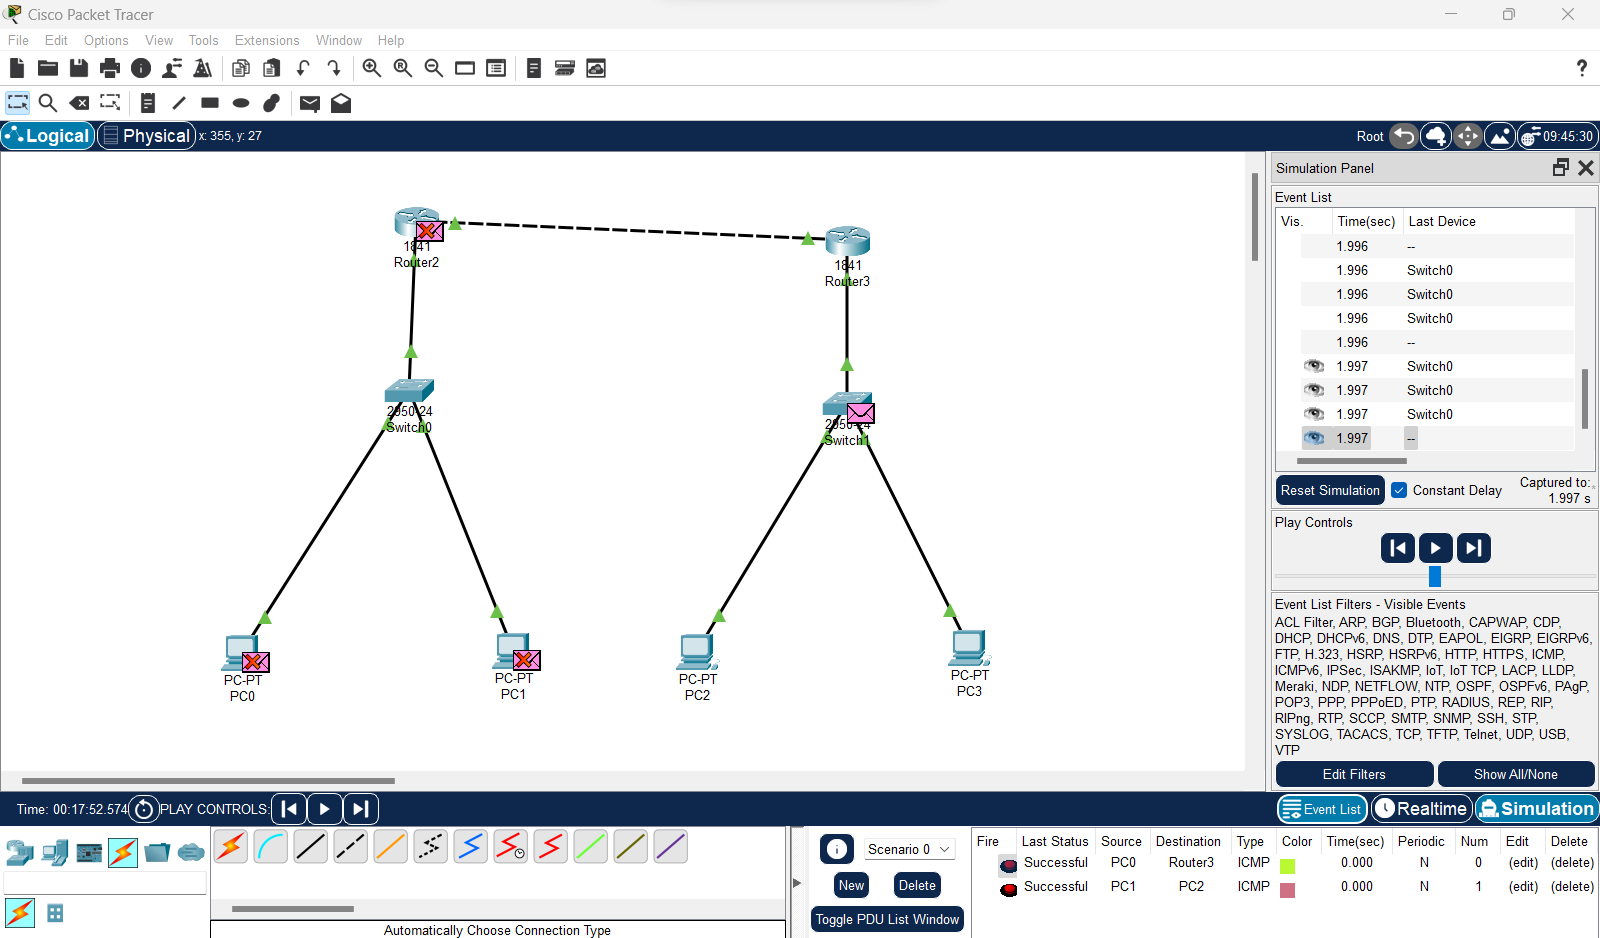 Cisco Packet Tracer
File Edit Options View Tools Extensions Window Help
?
Logical Physical x: 355, y: 27 Root 09:45:30
1841
Router2
1841
Router3
2950-24
Switch0
2950-24
Switch1
PC-PT
PC0
PC-PT
PC1
PC-PT
PC2
PC-PT
PC3
Simulation Panel
Event List
Vis. Time(sec) Last Device
1.996 --
1.996 Switch0
1.996 Switch0
1.996 Switch0
1.996 --
1.997 Switch0
1.997 Switch0
1.997 Switch0
1.997 --
Reset Simulation Constant Delay Captured to:
1.997 s
Play Controls
Event List Filters - Visible Events
ACL Filter, ARP, BGP, Bluetooth, CAPWAP, CDP,
DHCP, DHCPv6, DNS, DTP, EAPOL, EIGRP, EIGRPv6,
FTP, H.323, HSRP, HSRPv6, HTTP, HTTPS, ICMP,
ICMPv6, IPSec, ISAKMP, IoT, IoT TCP, LACP, LLDP,
Meraki, NDP, NETFLOW, NTP, OSPF, OSPFv6, PAgP,
POP3, PPP, PPPoED, PTP, RADIUS, REP, RIP,
RIPng, RTP, SCCP, SMTP, SNMP, SSH, STP,
SYSLOG, TACACS, TCP, TFTP, Telnet, UDP, USB,
VTP
Edit Filters Show All/None
Time: 00:17:52.574 PLAY CONTROLS: Event List Realtime Simulation
Automatically Choose Connection Type
Scenario 0
New Delete
Toggle PDU List Window
Fire Last Status Source Destination Type Color Time(sec) Periodic Num Edit Delete
Successful PC0 Router3 ICMP 0.000 N 0 (edit) (delete)
Successful PC1 PC2 ICMP 0.000 N 1 (edit) (delete)